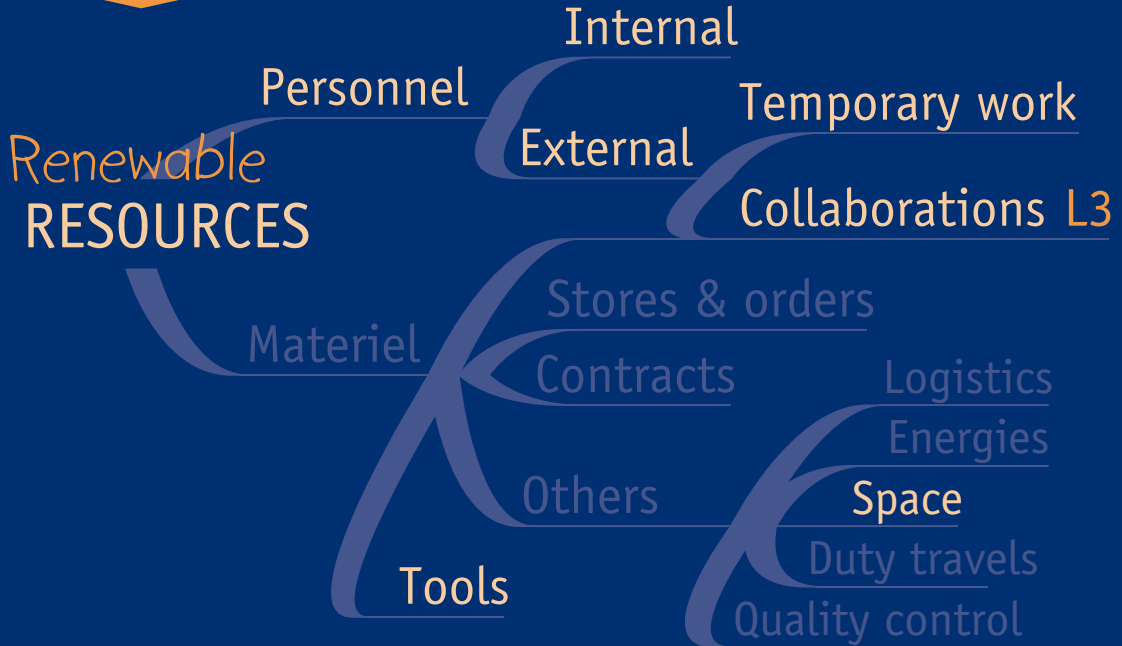 Internal
Personnel
Temporary work
External
Renewable
RESOURCES
Collaborations L3
Stores & orders
Materiel
Contracts
Logistics
Energies
Others
Space
Duty travels
Tools
Quality control